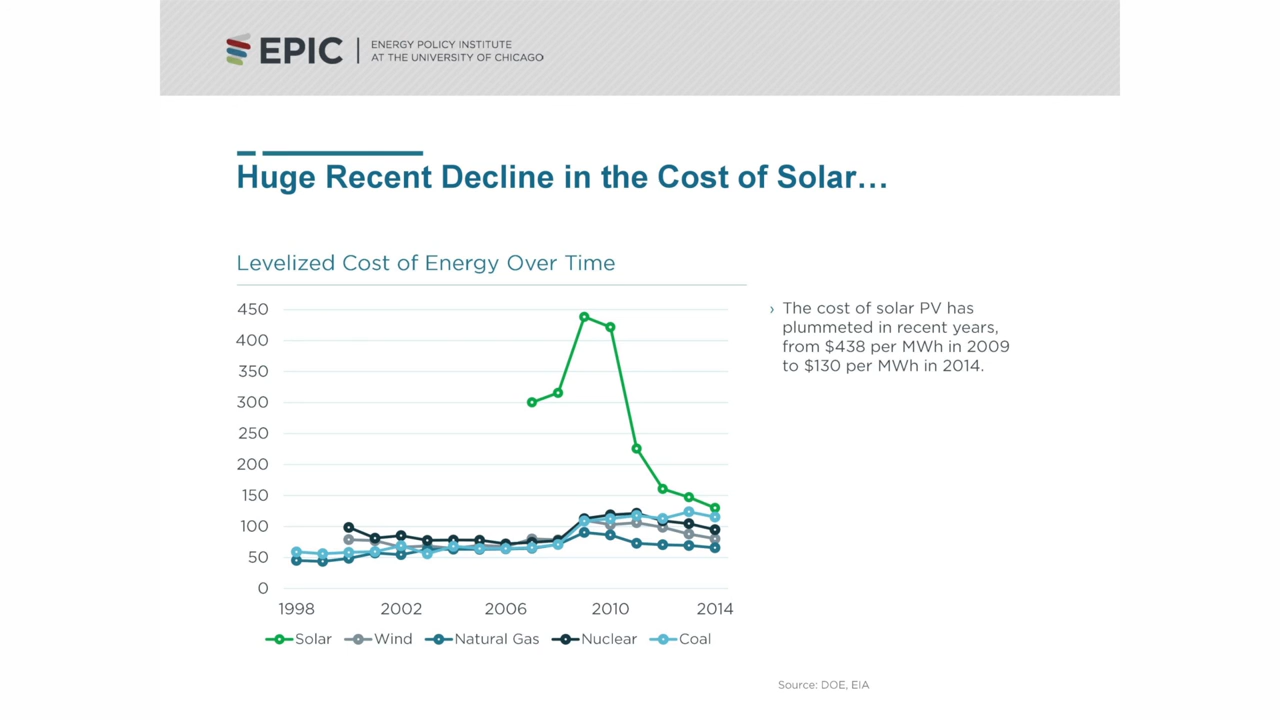 EPIC
ENERGY POLICY INSTITUTE
AT THE UNIVERSITY OF CHICAGO
Huge Recent Decline in the Cost of Solar…
Levelized Cost of Energy Over Time
450
400
350
300
250
200
150
100
50
0
1998 2002 2006 2010 2014
Solar Wind Natural Gas Nuclear Coal
› The cost of solar PV has
plummeted in recent years,
from $438 per MWh in 2009
to $130 per MWh in 2014.
Source: DOE, EIA